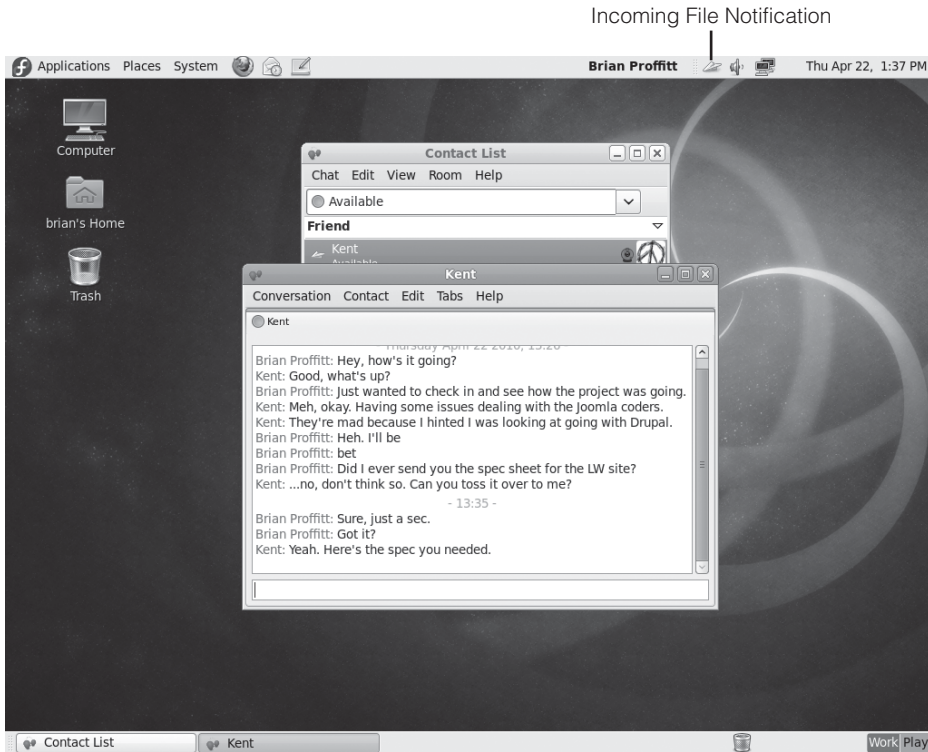 Incoming File Notification
Applications Places System Brian Proffitt Thu Apr 22, 1:37 PM
Computer
brian's Home
Trash
Contact List
Chat Edit View Room Help
Available
Friend
Kent
Available
Kent
Conversation Contact Edit Tabs Help
Kent
- Thursday April 22 2010, 13:26 -
Brian Proffitt: Hey, how's it going?
Kent: Good, what's up?
Brian Proffitt: Just wanted to check in and see how the project was going.
Kent: Meh, okay. Having some issues dealing with the Joomla coders.
Kent: They're mad because I hinted I was looking at going with Drupal.
Brian Proffitt: Heh. I'll be
Brian Proffitt: bet
Brian Proffitt: Did I ever send you the spec sheet for the LW site?
Kent: ...no, don't think so. Can you toss it over to me?
- 13:35 -
Brian Proffitt: Sure, just a sec.
Brian Proffitt: Got it?
Kent: Yeah. Here's the spec you needed.
Contact List
Kent
Work Play